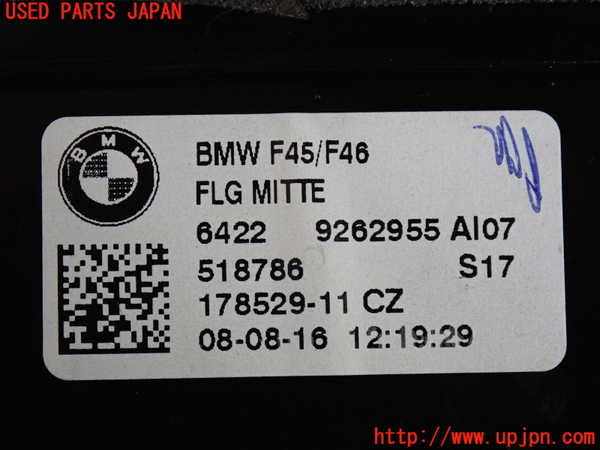 USED PARTS JAPAN
BMW
BMW F45/F46
FLG MITTE
6422 9262955 AI07
518786 S17
178529-11 CZ
08-08-16 12:19:29
http://www.upjpn.com/